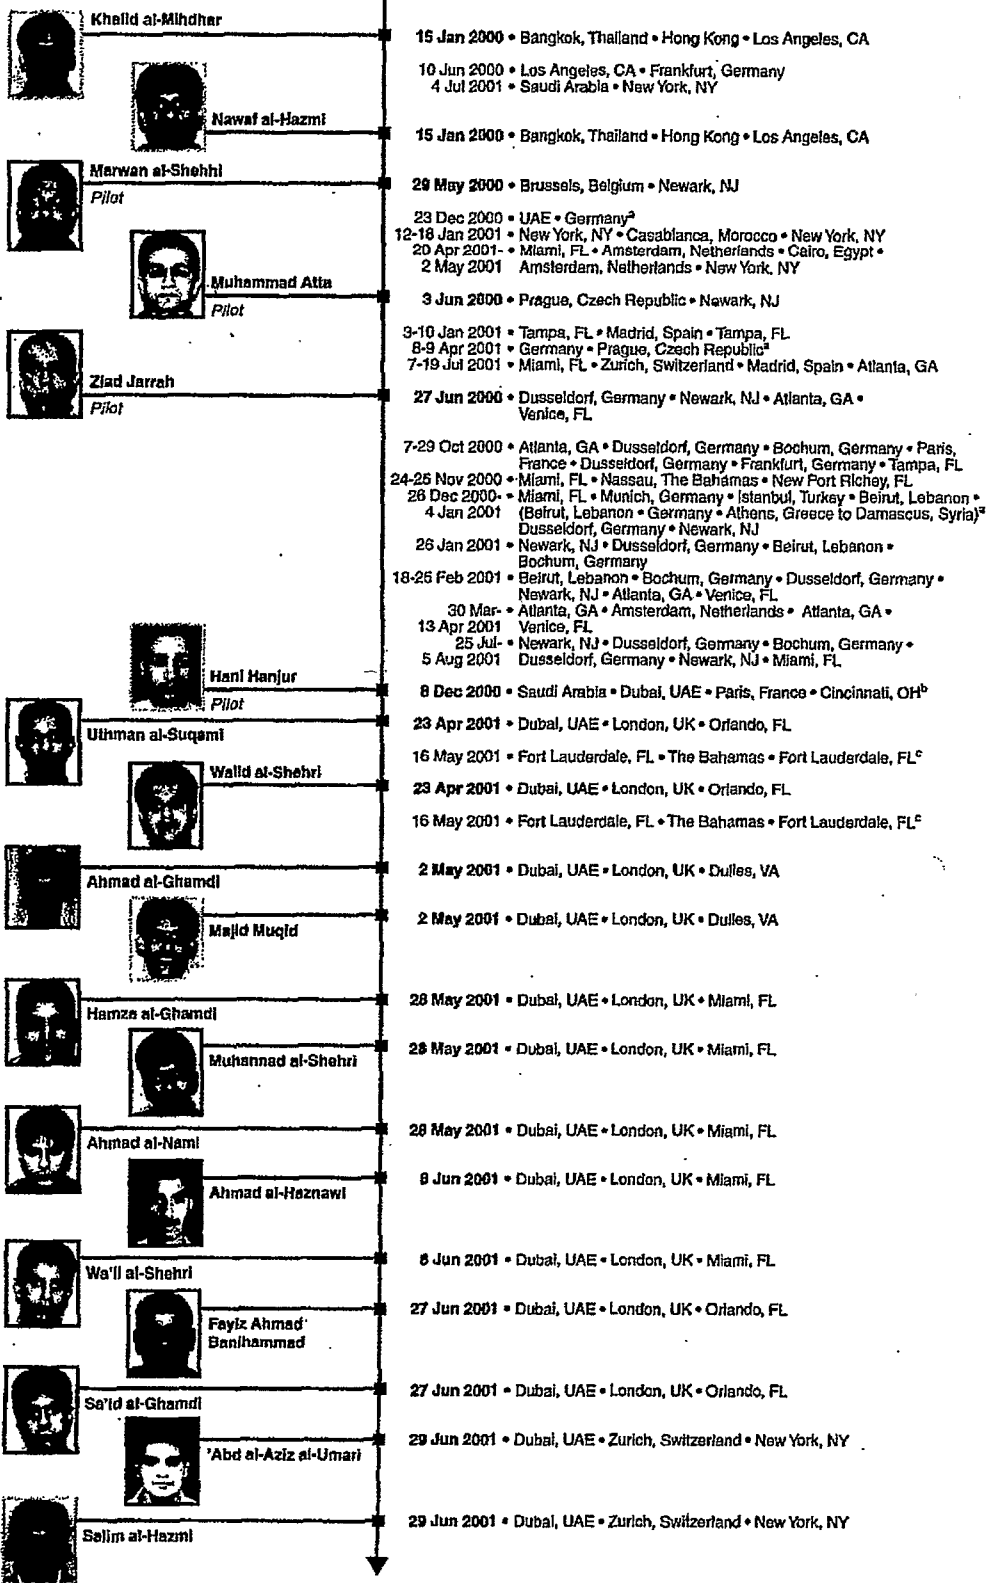 Khalid al-Mihdhar
15 Jan 2000 • Bangkok, Thailand • Hong Kong • Los Angeles, CA
10 Jun 2000 • Los Angeles, CA • Frankfurt, Germany
4 Jul 2001 • Saudi Arabia • New York, NY
Nawaf al-Hazmi
15 Jan 2000 • Bangkok, Thailand • Hong Kong • Los Angeles, CA
Marwan al-Shehhi
Pilot
29 May 2000 • Brussels, Belgium • Newark, NJ
23 Dec 2000 • UAE • Germanyᵃ
12-18 Jan 2001 • New York, NY • Casablanca, Morocco • New York, NY
20 Apr 2001- • Miami, FL • Amsterdam, Netherlands • Cairo, Egypt •
2 May 2001 Amsterdam, Netherlands • New York, NY
Muhammad Atta
Pilot
3 Jun 2000 • Prague, Czech Republic • Newark, NJ
3-10 Jan 2001 • Tampa, FL • Madrid, Spain • Tampa, FL
8-9 Apr 2001 • Germany • Prague, Czech Republicᵃ
7-19 Jul 2001 • Miami, FL • Zurich, Switzerland • Madrid, Spain • Atlanta, GA
Ziad Jarrah
Pilot
27 Jun 2000 • Dusseldorf, Germany • Newark, NJ • Atlanta, GA •
Venice, FL
7-29 Oct 2000 • Atlanta, GA • Dusseldorf, Germany • Bochum, Germany • Paris,
France • Dusseldorf, Germany • Frankfurt, Germany • Tampa, FL
24-25 Nov 2000 • Miami, FL • Nassau, The Bahamas • New Port Richey, FL
26 Dec 2000- • Miami, FL • Munich, Germany • Istanbul, Turkey • Beirut, Lebanon •
4 Jan 2001 (Beirut, Lebanon • Germany • Athens, Greece to Damascus, Syria)ᵃ
Dusseldorf, Germany • Newark, NJ
26 Jan 2001 • Newark, NJ • Dusseldorf, Germany • Beirut, Lebanon •
Bochum, Germany
18-25 Feb 2001 • Beirut, Lebanon • Bochum, Germany • Dusseldorf, Germany •
Newark, NJ • Atlanta, GA • Venice, FL
30 Mar- • Atlanta, GA • Amsterdam, Netherlands • Atlanta, GA •
13 Apr 2001 Venice, FL
25 Jul- • Newark, NJ • Dusseldorf, Germany • Bochum, Germany •
5 Aug 2001 Dusseldorf, Germany • Newark, NJ • Miami, FL
Hani Hanjur
Pilot
8 Dec 2000 • Saudi Arabia • Dubai, UAE • Paris, France • Cincinnati, OHᵇ
Uthman al-Suqami
23 Apr 2001 • Dubai, UAE • London, UK • Orlando, FL
16 May 2001 • Fort Lauderdale, FL • The Bahamas • Fort Lauderdale, FLᶜ
Walid al-Shehri
23 Apr 2001 • Dubai, UAE • London, UK • Orlando, FL
16 May 2001 • Fort Lauderdale, FL • The Bahamas • Fort Lauderdale, FLᶜ
Ahmad al-Ghamdi
2 May 2001 • Dubai, UAE • London, UK • Dulles, VA
Majid Muqid
2 May 2001 • Dubai, UAE • London, UK • Dulles, VA
Hamza al-Ghamdi
28 May 2001 • Dubai, UAE • London, UK • Miami, FL
Muhannad al-Shehri
28 May 2001 • Dubai, UAE • London, UK • Miami, FL
Ahmad al-Nami
28 May 2001 • Dubai, UAE • London, UK • Miami, FL
Ahmad al-Haznawi
8 Jun 2001 • Dubai, UAE • London, UK • Miami, FL
Wa'il al-Shehri
8 Jun 2001 • Dubai, UAE • London, UK • Miami, FL
Fayiz Ahmad
Banihammad
27 Jun 2001 • Dubai, UAE • London, UK • Orlando, FL
Sa'id al-Ghamdi
27 Jun 2001 • Dubai, UAE • London, UK • Orlando, FL
'Abd al-Aziz al-Umari
29 Jun 2001 • Dubai, UAE • Zurich, Switzerland • New York, NY
Salim al-Hazmi
29 Jun 2001 • Dubai, UAE • Zurich, Switzerland • New York, NY